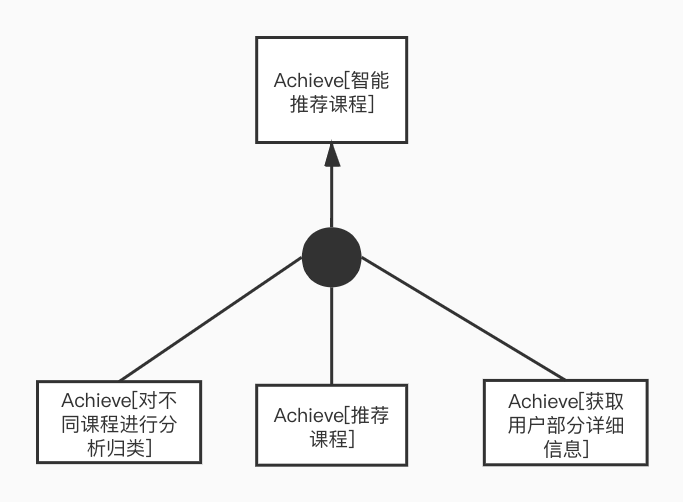 Achieve[智能
推荐课程]
Achieve[对不
同课程进行分
析归类]
Achieve[推荐
课程]
Achieve[获取
用户部分详细
信息]